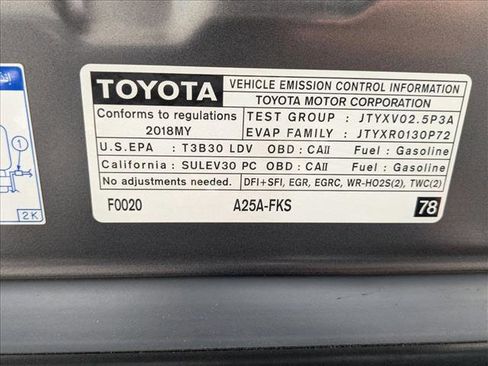 TOYOTA
VEHICLE EMISSION CONTROL INFORMATION
TOYOTA MOTOR CORPORATION
Conforms to regulations
2018MY
TEST GROUP : JTYXV02.5P3A
EVAP FAMILY : JTYXR0130P72
U.S.EPA : T3B30 LDV OBD : CAII Fuel : Gasoline
California : SULEV30 PC OBD : CAII Fuel : Gasoline
No adjustments needed. DFI+SFI, EGR, EGRC, WR-HO2S(2), TWC(2)
F0020 A25A-FKS 78
1
2K